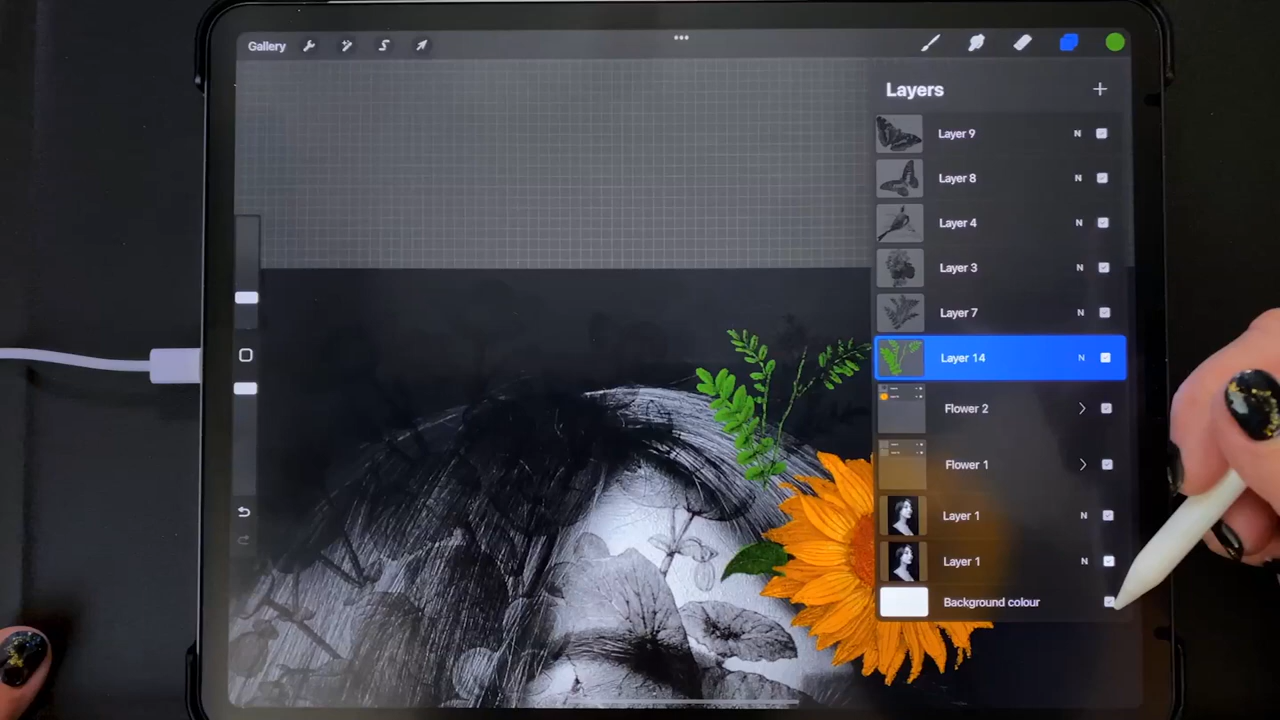 Gallery
Layers
Layer 9 N
Layer 8 N
Layer 4 N
Layer 3 N
Layer 7 N
Layer 14 N
Flower 2
Flower 1
Layer 1 N
Layer 1 N
Background colour